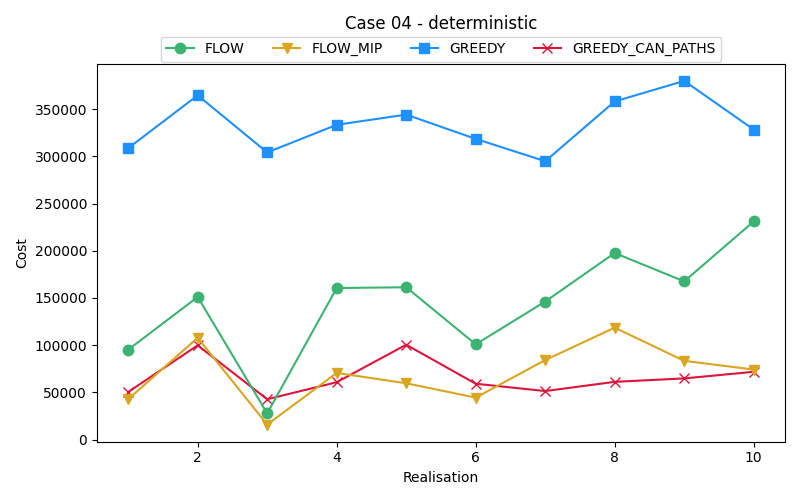 Case 04 - deterministic
FLOW FLOW_MIP GREEDY GREEDY_CAN_PATHS
350000
300000
250000
200000
150000
100000
50000
0
Cost
2 4 6 8 10
Realisation